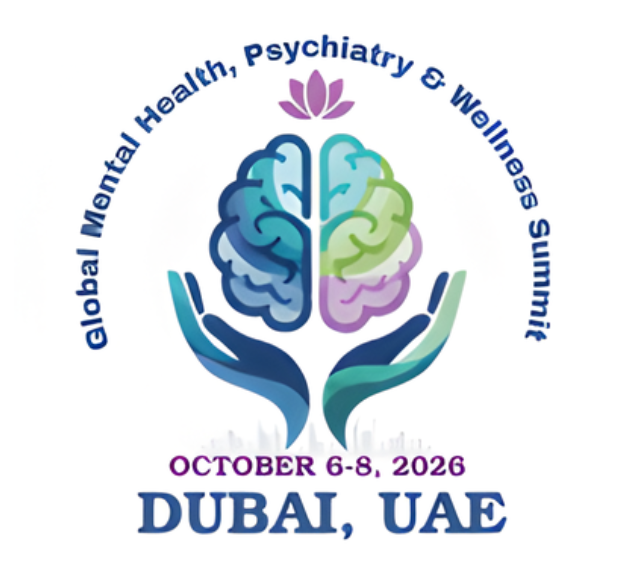 Global Mental Health, Psychiatry & Wellness Summit
OCTOBER 6-8, 2026
DUBAI, UAE